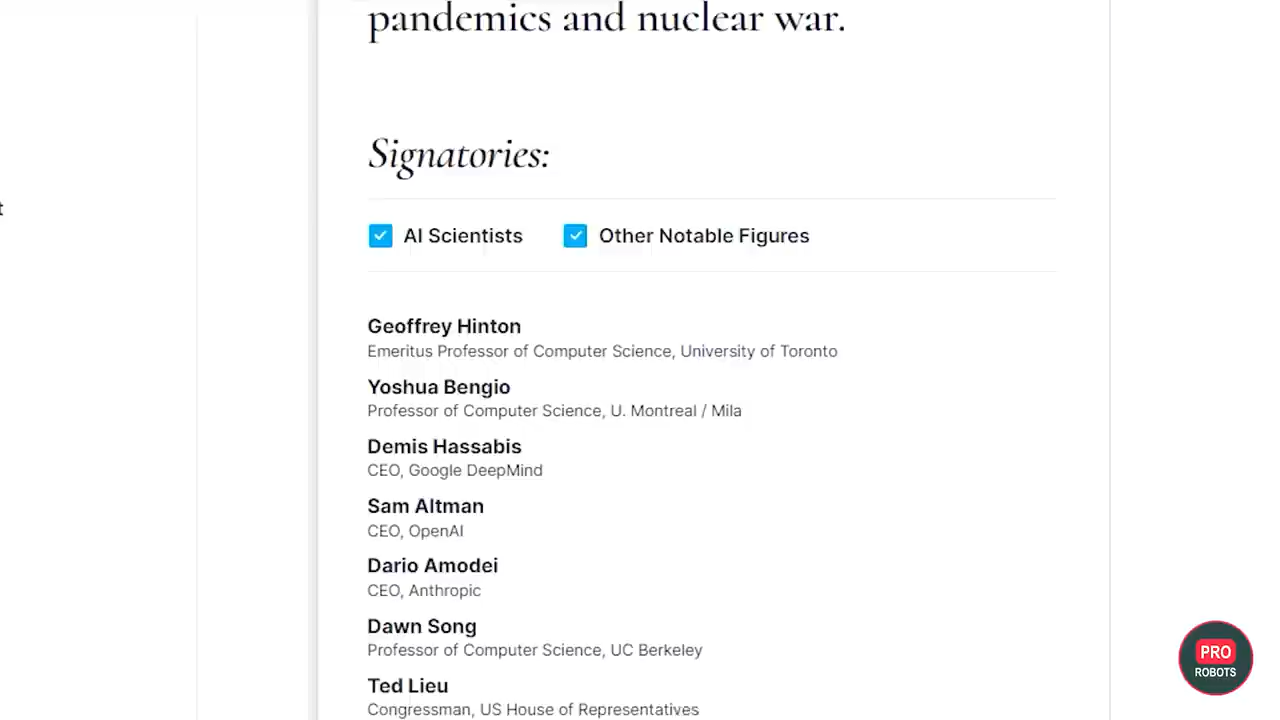 pandemics and nuclear war.
Signatories:
AI Scientists
Other Notable Figures
Geoffrey Hinton
Emeritus Professor of Computer Science, University of Toronto
Yoshua Bengio
Professor of Computer Science, U. Montreal / Mila
Demis Hassabis
CEO, Google DeepMind
Sam Altman
CEO, OpenAI
Dario Amodei
CEO, Anthropic
Dawn Song
Professor of Computer Science, UC Berkeley
Ted Lieu
Congressman, US House of Representatives
PRO
ROBOTS